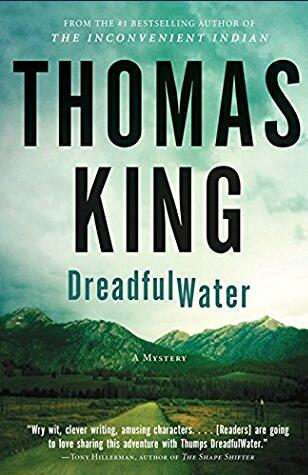 FROM THE #1 BESTSELLING AUTHOR OF
THE INCONVENIENT INDIAN
THOMAS
KING
DreadfulWater
A MYSTERY
"Wry wit, clever writing, amusing characters. . . . [Readers] are going
to love sharing this adventure with Thumps DreadfulWater."
—TONY HILLERMAN, AUTHOR OF THE SHAPE SHIFTER